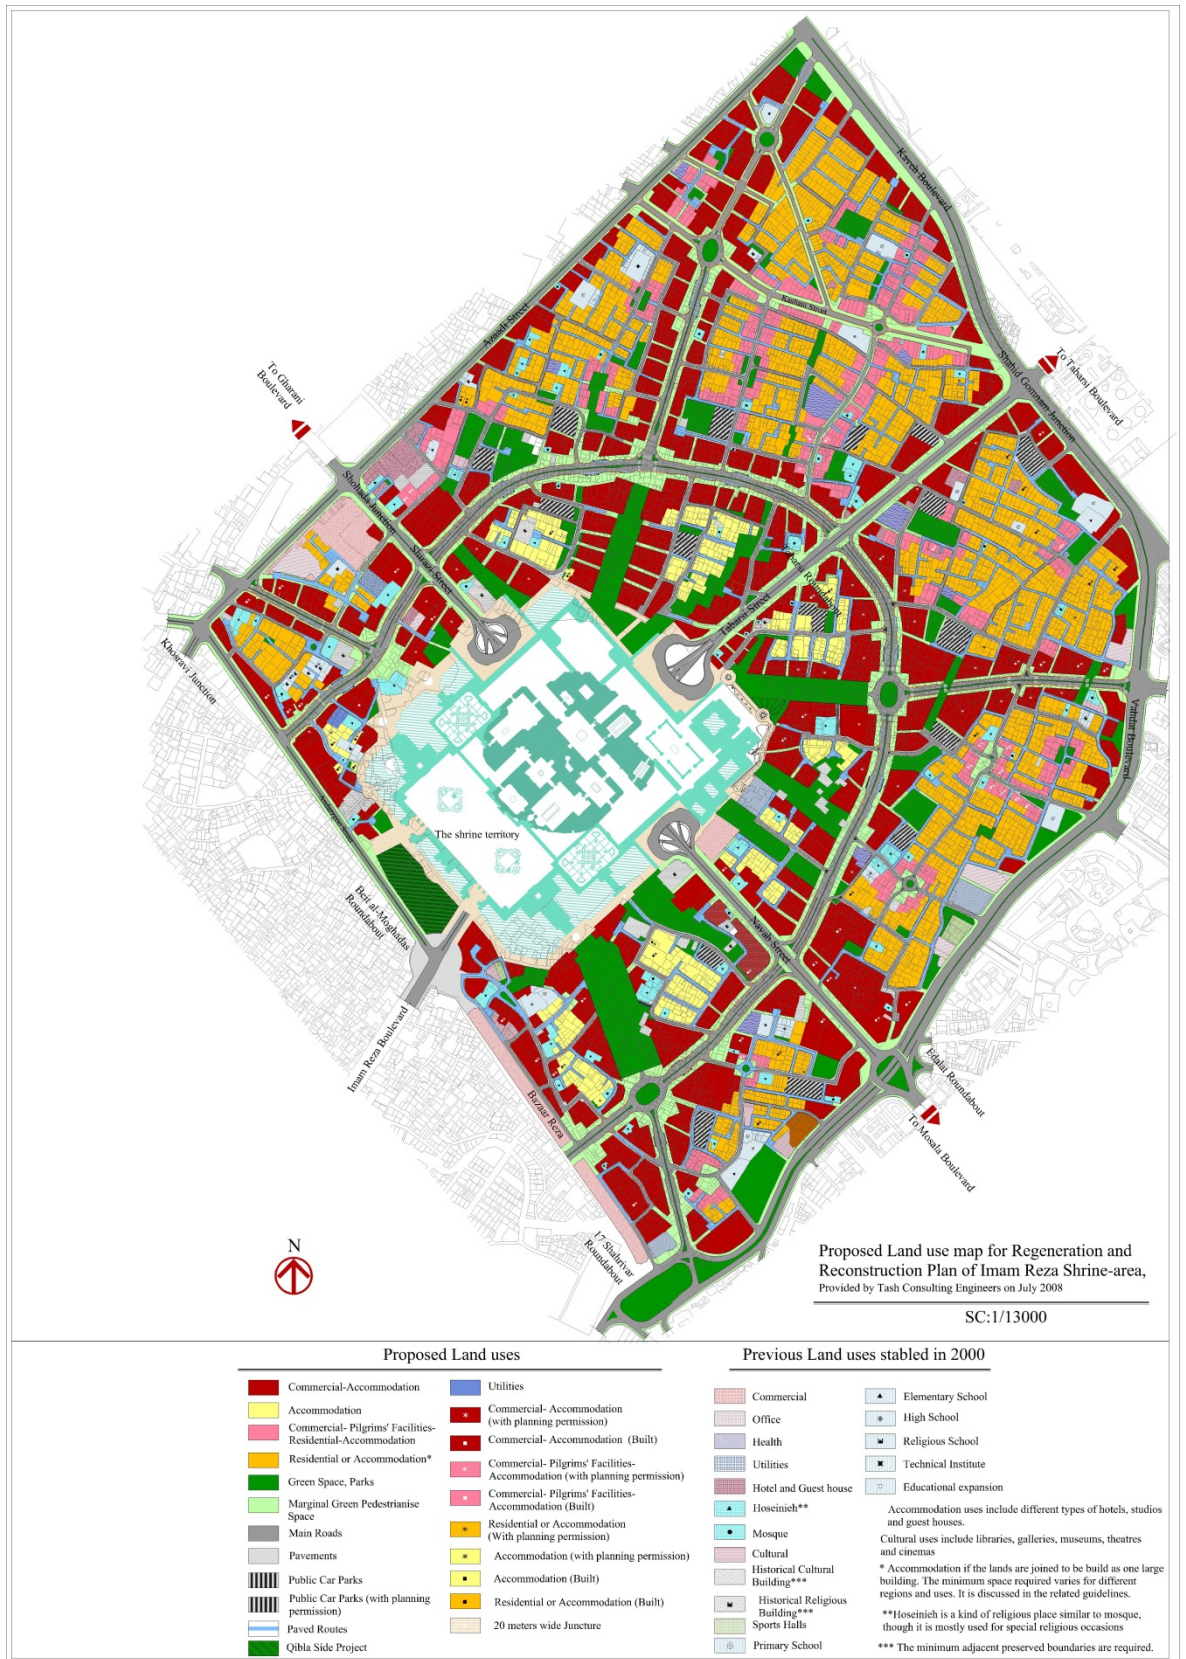 Kaveh Boulevard
Azaadi Street
Kashani Street
To Gharani
Boulevard
To Tabarsi Boulevard
Shahid Gomnam Junction
Shohada Junction
Shirazi Street
Tabarsi Roundabout
Tabarsi Street
Khosravi Junction
Vahdat Boulevard
The shrine territory
Beit al-Moghadas
Roundabout
Navab Street
Imam Reza Boulevard
Bazaar Reza
Edalat Roundabout
To Mosala Boulevard
17 Shahrivar
Roundabout
N
Proposed Land use map for Regeneration and
Reconstruction Plan of Imam Reza Shrine-area,
Provided by Tash Consulting Engineers on July 2008
SC:1/13000
Proposed Land uses
Commercial-Accommodation
Accommodation
Commercial- Pilgrims' Facilities-
Residential-Accommodation
Residential or Accommodation*
Green Space, Parks
Marginal Green Pedestrianise
Space
Main Roads
Pavements
Public Car Parks
Public Car Parks (with planning
permission)
Paved Routes
Qibla Side Project
Utilities
Commercial- Accommodation
(with planning permission)
Commercial- Accommodation (Built)
Commercial- Pilgrims' Facilities-
Accommodation (with planning permission)
Commercial- Pilgrims' Facilities-
Accommodation (Built)
Residential or Accommodation
(With planning permission)
Accommodation (with planning permission)
Accommodation (Built)
Residential or Accommodation (Built)
20 meters wide Juncture
Previous Land uses stabled in 2000
Commercial
Office
Health
Utilities
Hotel and Guest house
Hoseinieh**
Mosque
Cultural
Historical Cultural
Building***
Historical Religious
Building***
Sports Halls
Primary School
Elementary School
High School
Religious School
Technical Institute
Educational expansion
Accommodation uses include different types of hotels, studios
and guest houses.
Cultural uses include libraries, galleries, museums, theatres
and cinemas
* Accommodation if the lands are joined to be build as one large
building. The minimum space required varies for different
regions and uses. It is discussed in the related guidelines.
**Hoseinieh is a kind of religious place similar to mosque,
though it is mostly used for special religious occasions
*** The minimum adjacent preserved boundaries are required.